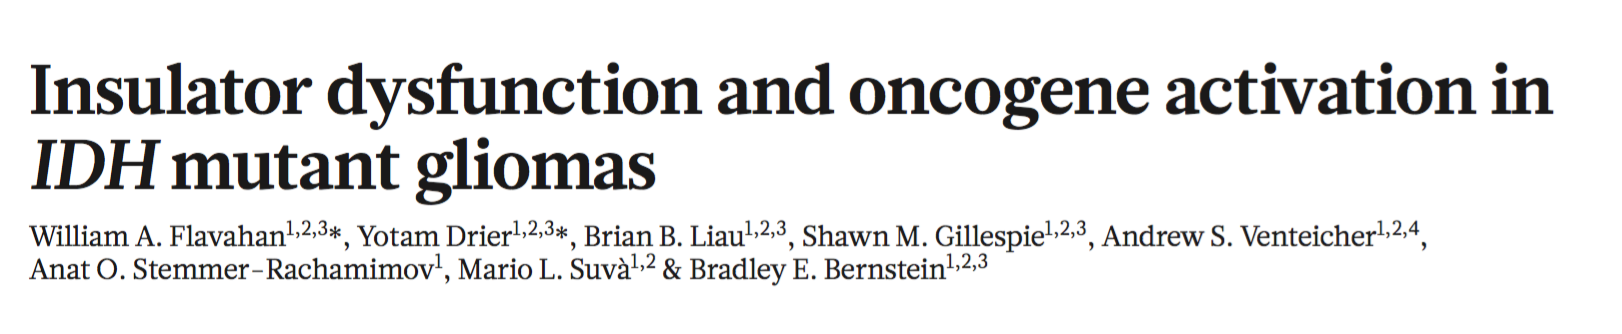 Insulator dysfunction and oncogene activation in
IDH mutant gliomas
William A. Flavahan1,2,3*, Yotam Drier1,2,3*, Brian B. Liau1,2,3, Shawn M. Gillespie1,2,3, Andrew S. Venteicher1,2,4,
Anat O. Stemmer-Rachamimov1, Mario L. Suvà1,2 & Bradley E. Bernstein1,2,3